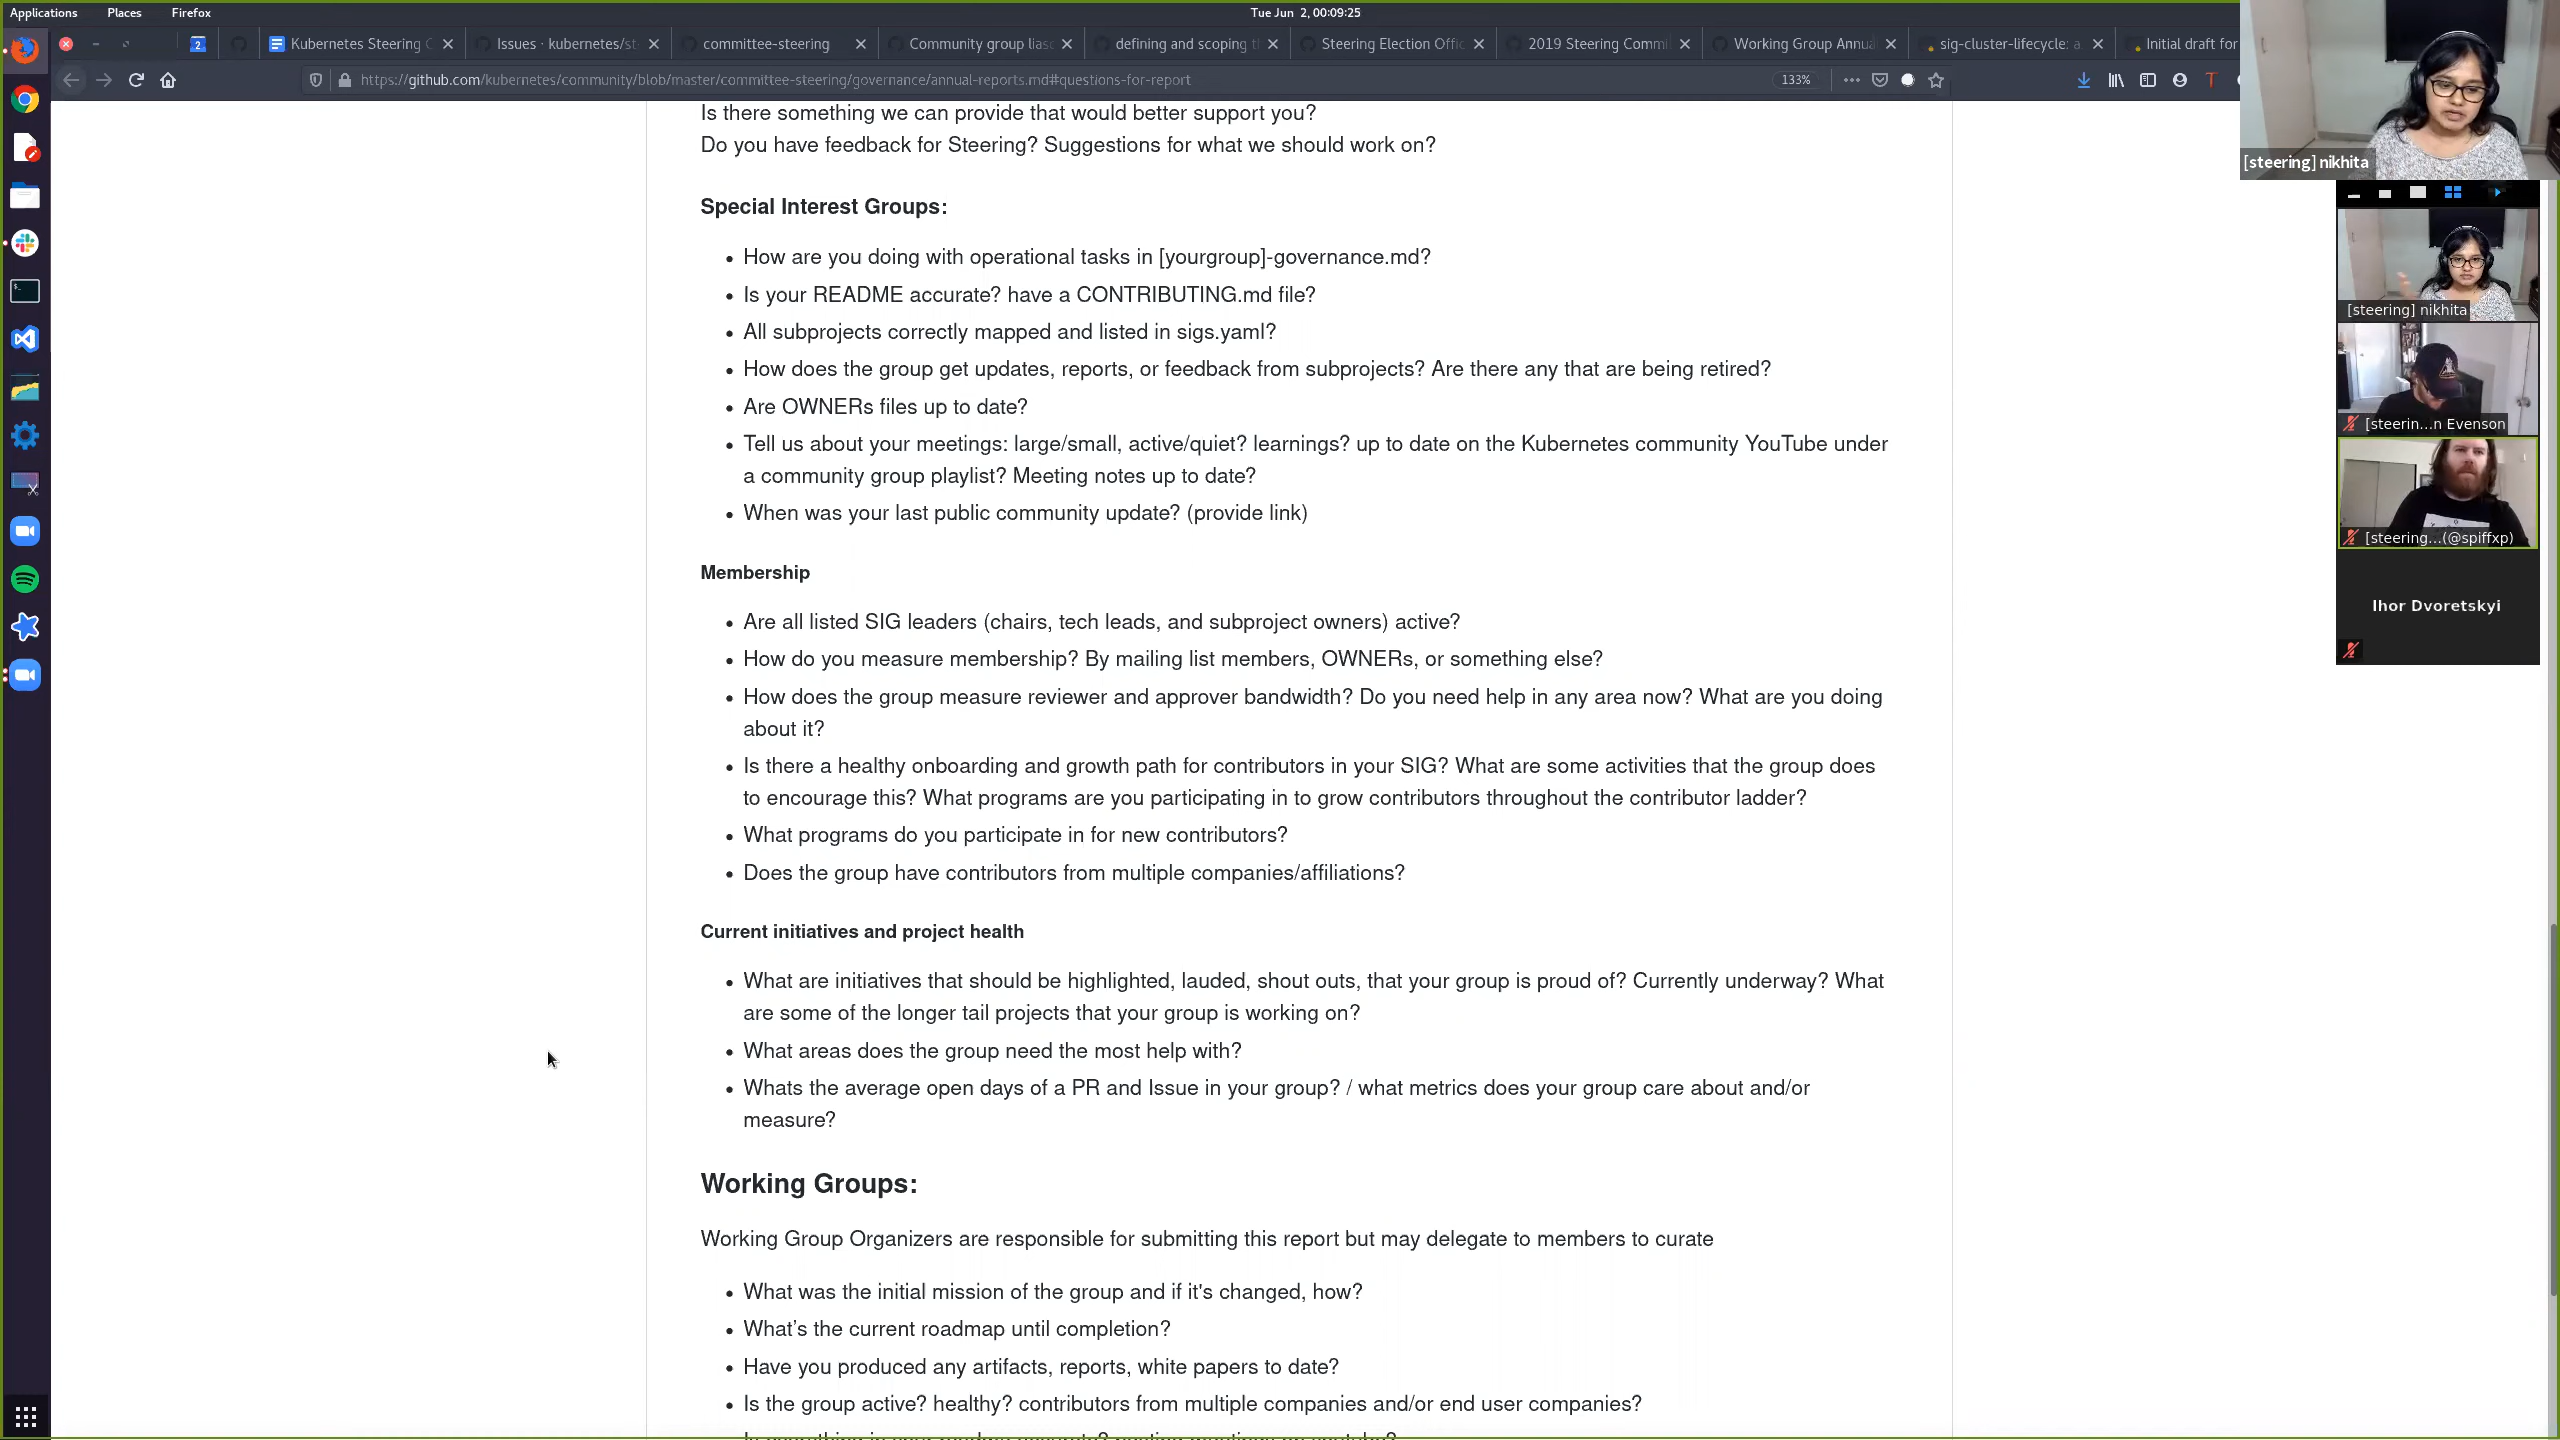 Applications Places Firefox Tue Jun 2, 00:09:25
2 Kubernetes Steering C Issues · kubernetes/st committee-steering Community group liaso defining and scoping t Steering Election Offic 2019 Steering Commi Working Group Annua sig-cluster-lifecycle: a Initial draft for
https://github.com/kubernetes/community/blob/master/committee-steering/governance/annual-reports.md#questions-for-report 133%
Is there something we can provide that would better support you?
Do you have feedback for Steering? Suggestions for what we should work on?
Special Interest Groups:
• How are you doing with operational tasks in [yourgroup]-governance.md?
• Is your README accurate? have a CONTRIBUTING.md file?
• All subprojects correctly mapped and listed in sigs.yaml?
• How does the group get updates, reports, or feedback from subprojects? Are there any that are being retired?
• Are OWNERs files up to date?
• Tell us about your meetings: large/small, active/quiet? learnings? up to date on the Kubernetes community YouTube under
a community group playlist? Meeting notes up to date?
• When was your last public community update? (provide link)
Membership
• Are all listed SIG leaders (chairs, tech leads, and subproject owners) active?
• How do you measure membership? By mailing list members, OWNERs, or something else?
• How does the group measure reviewer and approver bandwidth? Do you need help in any area now? What are you doing
about it?
• Is there a healthy onboarding and growth path for contributors in your SIG? What are some activities that the group does
to encourage this? What programs are you participating in to grow contributors throughout the contributor ladder?
• What programs do you participate in for new contributors?
• Does the group have contributors from multiple companies/affiliations?
Current initiatives and project health
• What are initiatives that should be highlighted, lauded, shout outs, that your group is proud of? Currently underway? What
are some of the longer tail projects that your group is working on?
• What areas does the group need the most help with?
• Whats the average open days of a PR and Issue in your group? / what metrics does your group care about and/or
measure?
Working Groups:
Working Group Organizers are responsible for submitting this report but may delegate to members to curate
• What was the initial mission of the group and if it's changed, how?
• What's the current roadmap until completion?
• Have you produced any artifacts, reports, white papers to date?
• Is the group active? healthy? contributors from multiple companies and/or end user companies?
[steering] nikhita
[steering] nikhita
[steerin...n Evenson
[steering...(@spiffxp)
Ihor Dvoretskyi